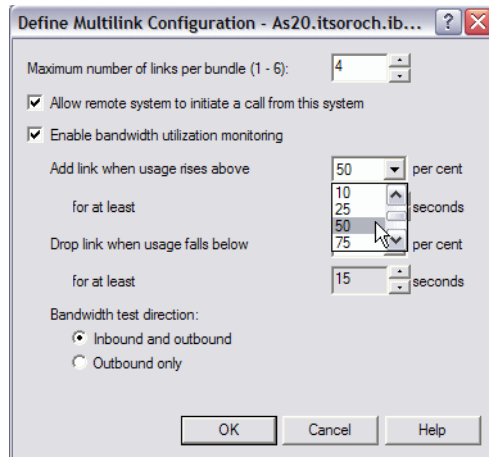 Define Multilink Configuration - As20.itsoroch.ib...
Maximum number of links per bundle (1 - 6): 4
Allow remote system to initiate a call from this system
Enable bandwidth utilization monitoring
Add link when usage rises above 50 per cent
10
25
for at least seconds
50
Drop link when usage falls below 75 per cent
for at least 15 seconds
Bandwidth test direction:
Inbound and outbound
Outbound only
OK Cancel Help